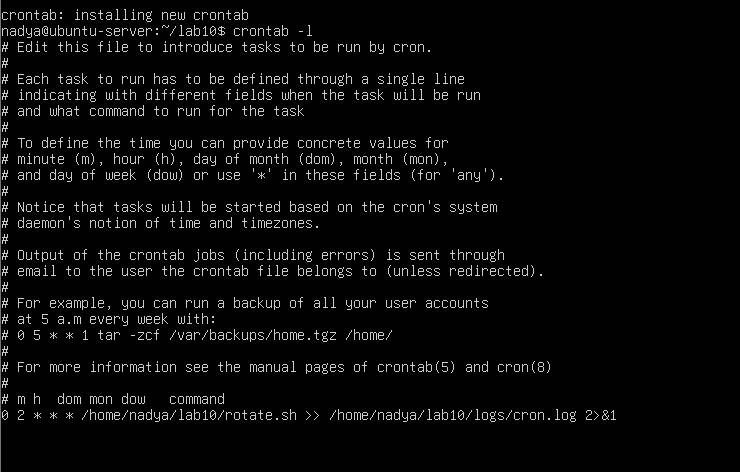 crontab: installing new crontab
nadya@ubuntu-server:~/lab10$ crontab -l
# Edit this file to introduce tasks to be run by cron.
#
# Each task to run has to be defined through a single line
# indicating with different fields when the task will be run
# and what command to run for the task
#
# To define the time you can provide concrete values for
# minute (m), hour (h), day of month (dom), month (mon),
# and day of week (dow) or use '*' in these fields (for 'any').
#
# Notice that tasks will be started based on the cron's system
# daemon's notion of time and timezones.
#
# Output of the crontab jobs (including errors) is sent through
# email to the user the crontab file belongs to (unless redirected).
#
# For example, you can run a backup of all your user accounts
# at 5 a.m every week with:
# 0 5 * * 1 tar -zcf /var/backups/home.tgz /home/
#
# For more information see the manual pages of crontab(5) and cron(8)
#
# m h  dom mon dow   command
0 2 * * * /home/nadya/lab10/rotate.sh >> /home/nadya/lab10/logs/cron.log 2>&1